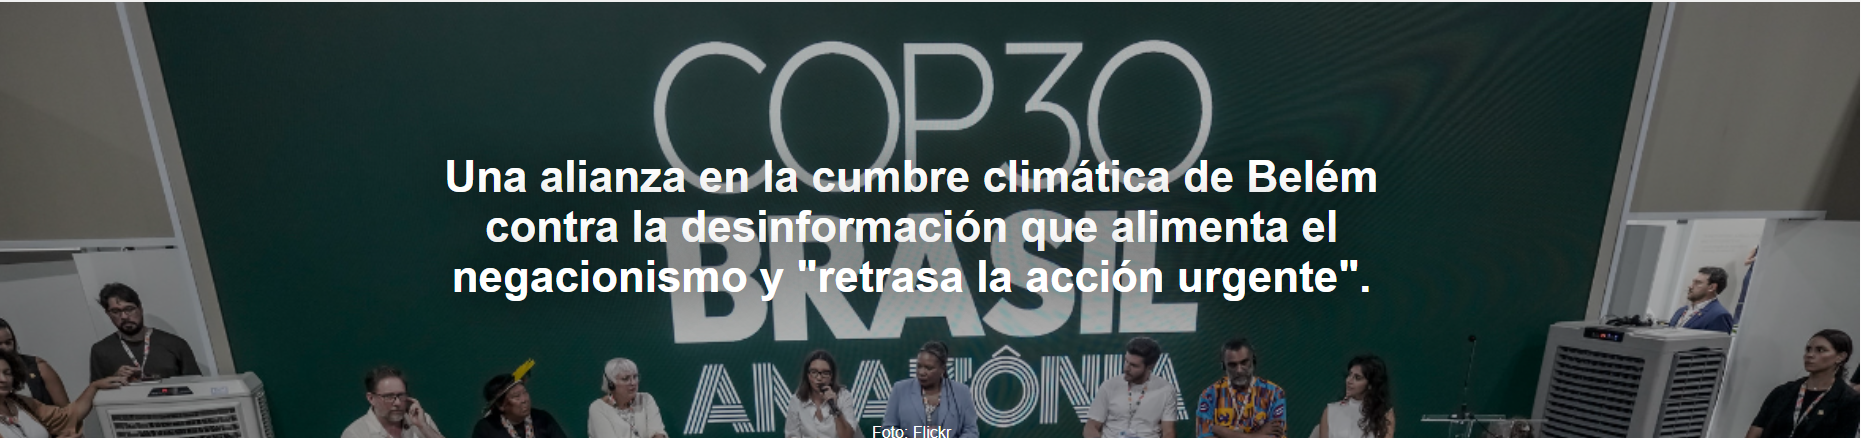 COP30
Una alianza en la cumbre climática de Belém
contra la desinformación que alimenta el
BRASIL
negacionismo y "retrasa la acción urgente".
AMAZÔNIA
Foto: Flickr